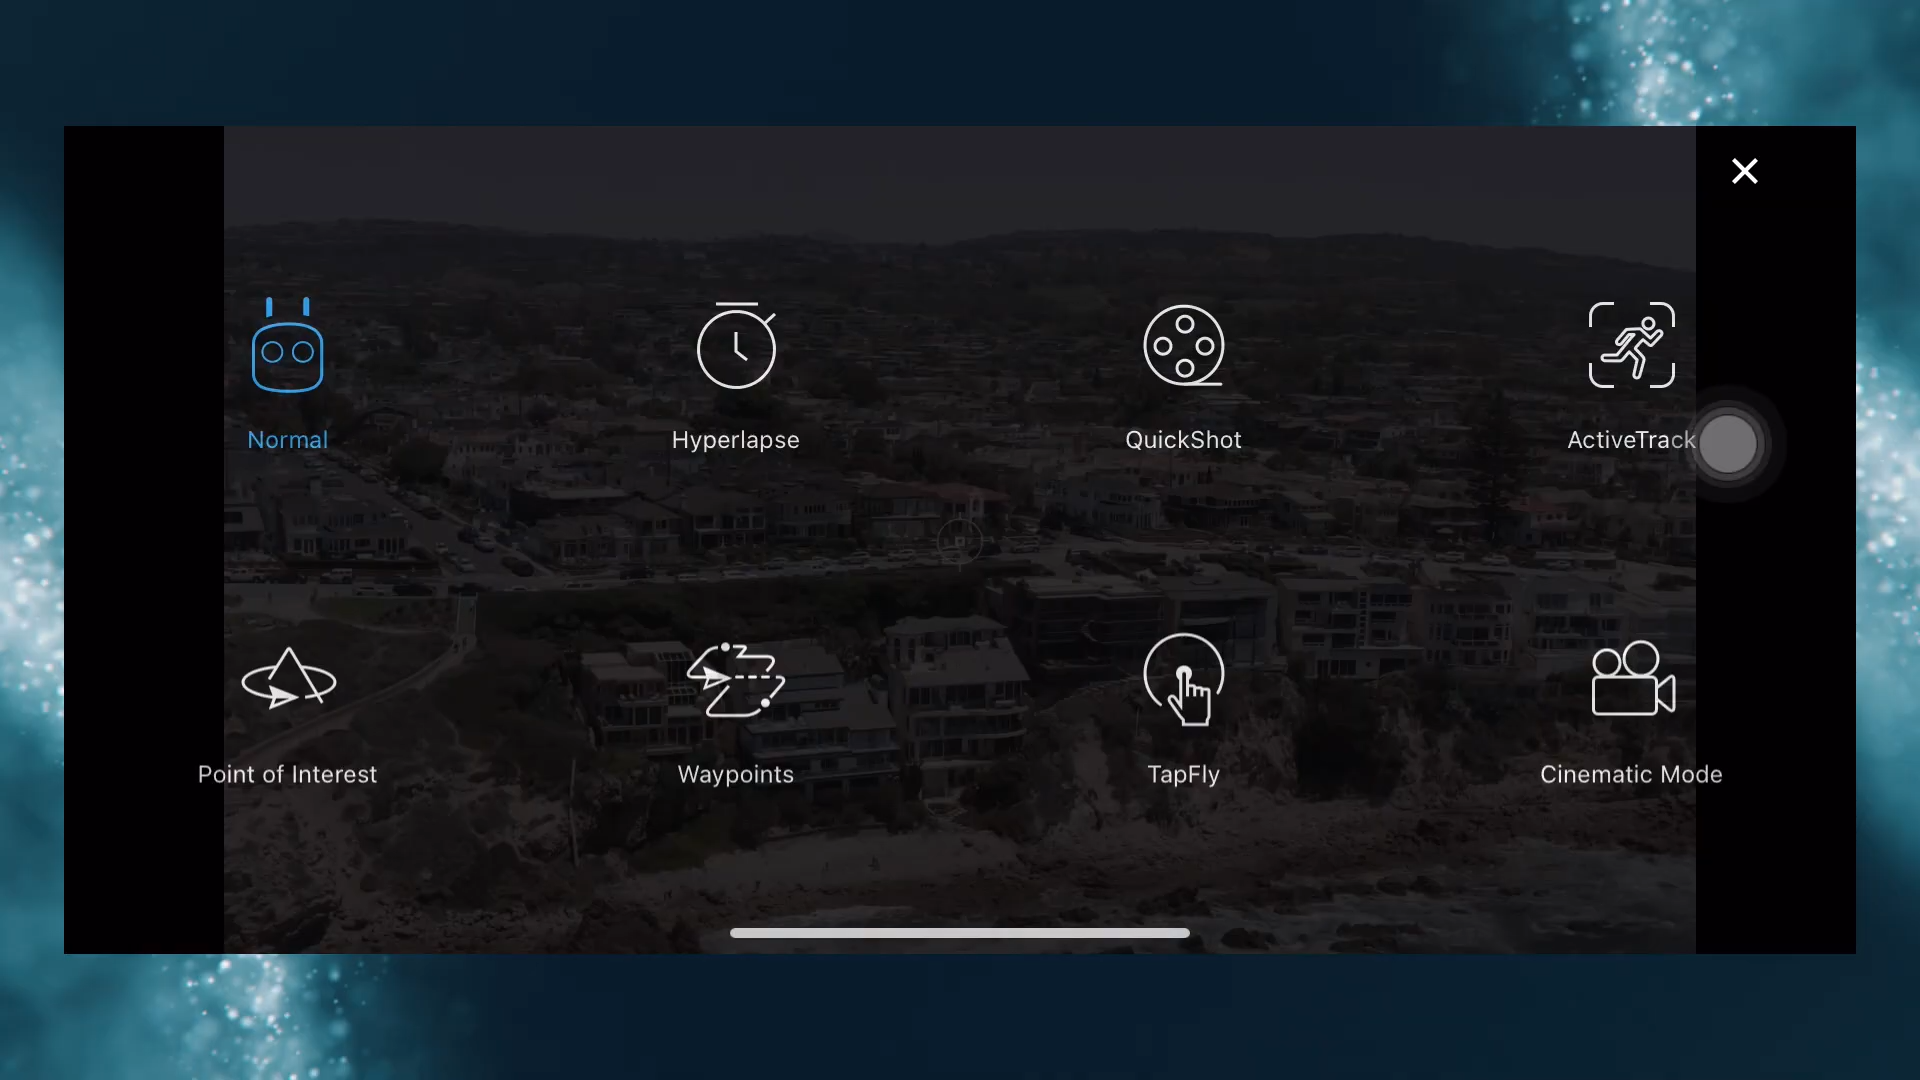 Normal
Hyperlapse
QuickShot
ActiveTrack
Point of Interest
Waypoints
TapFly
Cinematic Mode